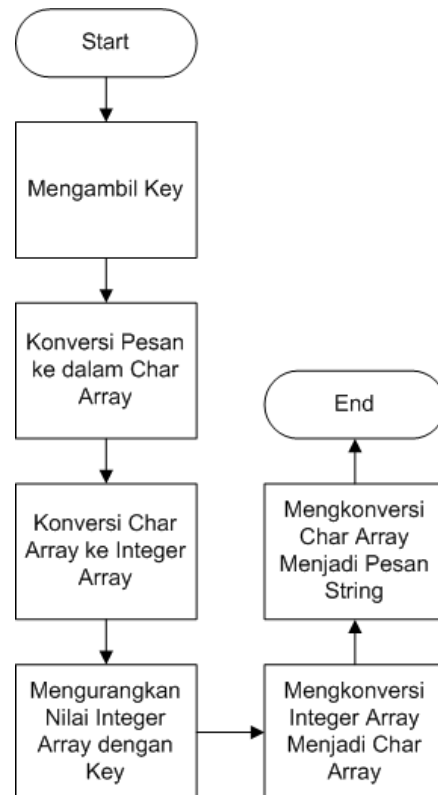 Start
Mengambil Key
Konversi Pesan
ke dalam Char
Array
Konversi Char
Array ke Integer
Array
Mengurangkan
Nilai Integer
Array dengan
Key
Mengkonversi
Integer Array
Menjadi Char
Array
Mengkonversi
Char Array
Menjadi Pesan
String
End